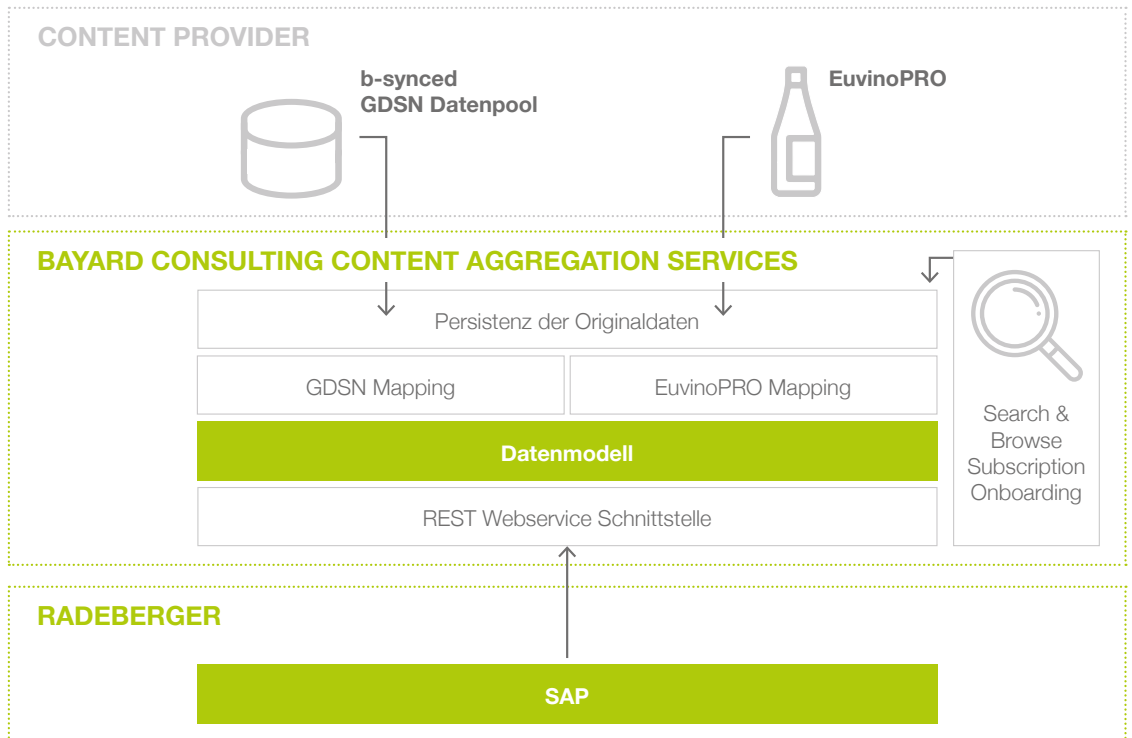 CONTENT PROVIDER
b-synced
GDSN Datenpool
EuvinoPRO
BAYARD CONSULTING CONTENT AGGREGATION SERVICES
Persistenz der Originaldaten
GDSN Mapping
EuvinoPRO Mapping
Datenmodell
REST Webservice Schnittstelle
Search &
Browse
Subscription
Onboarding
RADEBERGER
SAP